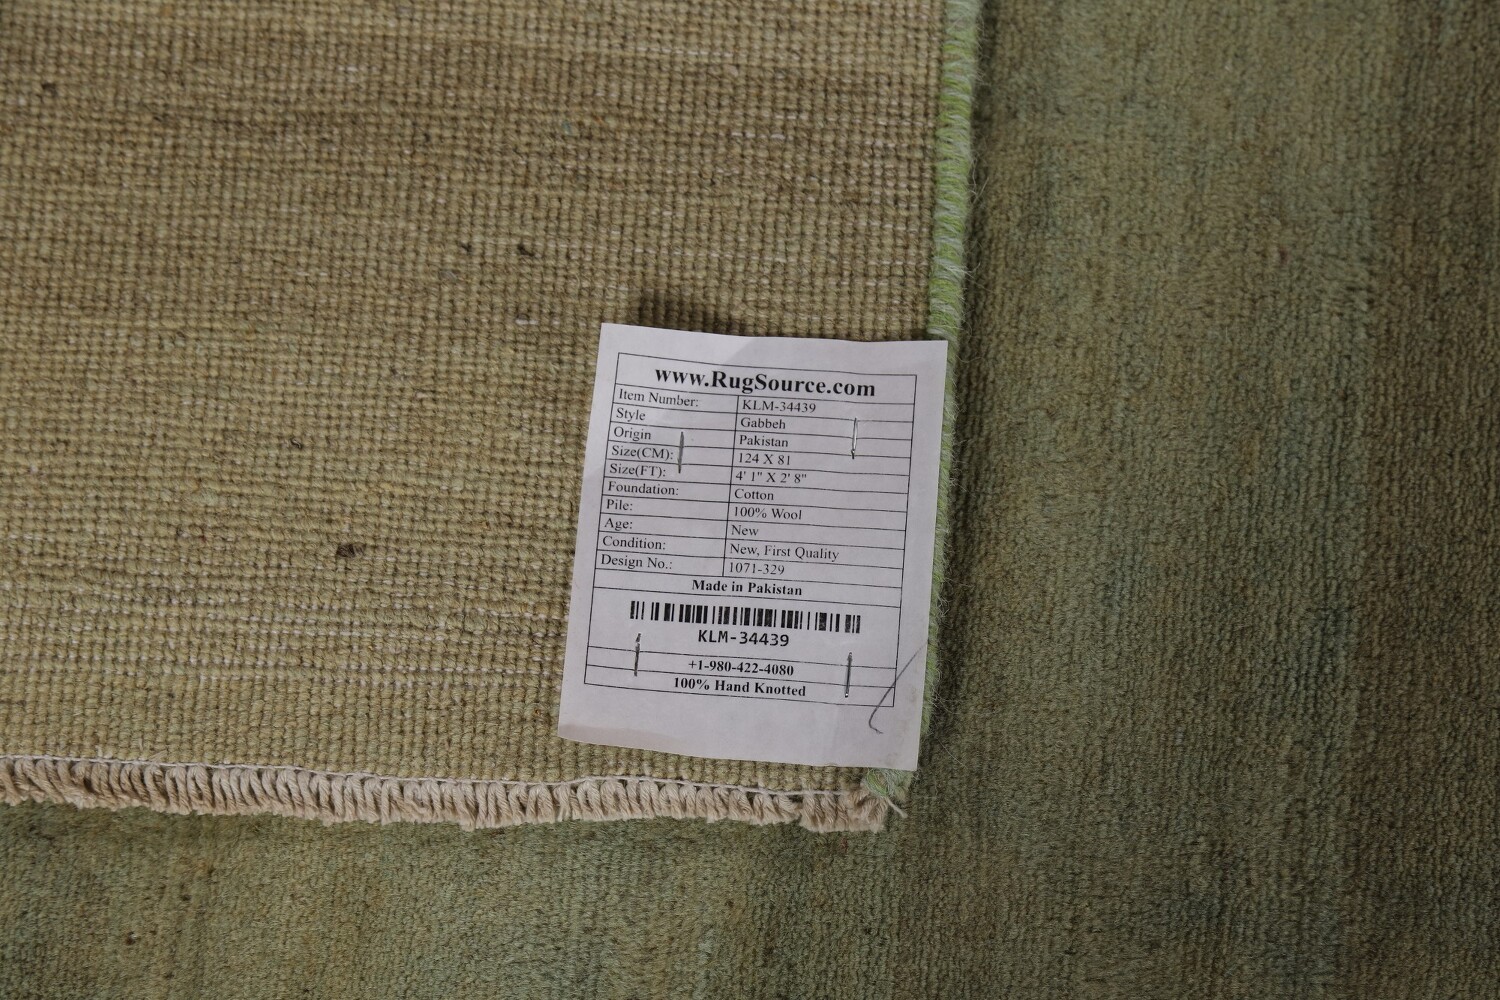 www.RugSource.com
Item Number: KLM-34439
Style Gabbeh
Origin Pakistan
Size(CM): 124 X 81
Size(FT): 4' 1" X 2' 8"
Foundation: Cotton
Pile: 100% Wool
Age: New
Condition: New, First Quality
Design No.: 1071-329
Made in Pakistan
KLM-34439
+1-980-422-4080
100% Hand Knotted